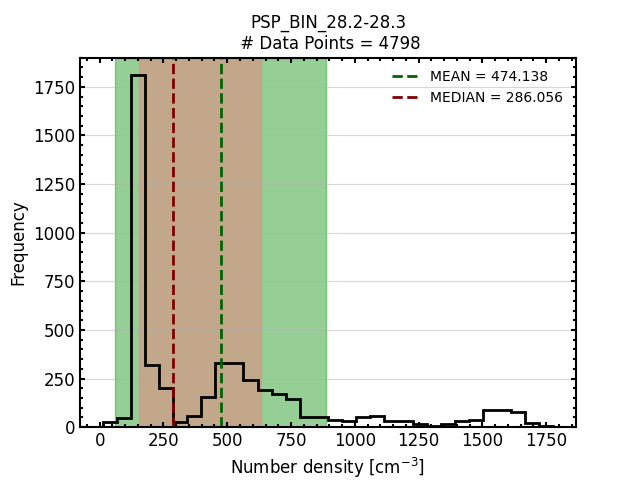 PSP_BIN_28.2-28.3
# Data Points = 4798
MEAN = 474.138
MEDIAN = 286.056
Frequency
1750
1500
1250
1000
750
500
250
0
0 250 500 750 1000 1250 1500 1750
Number density [cm⁻³]